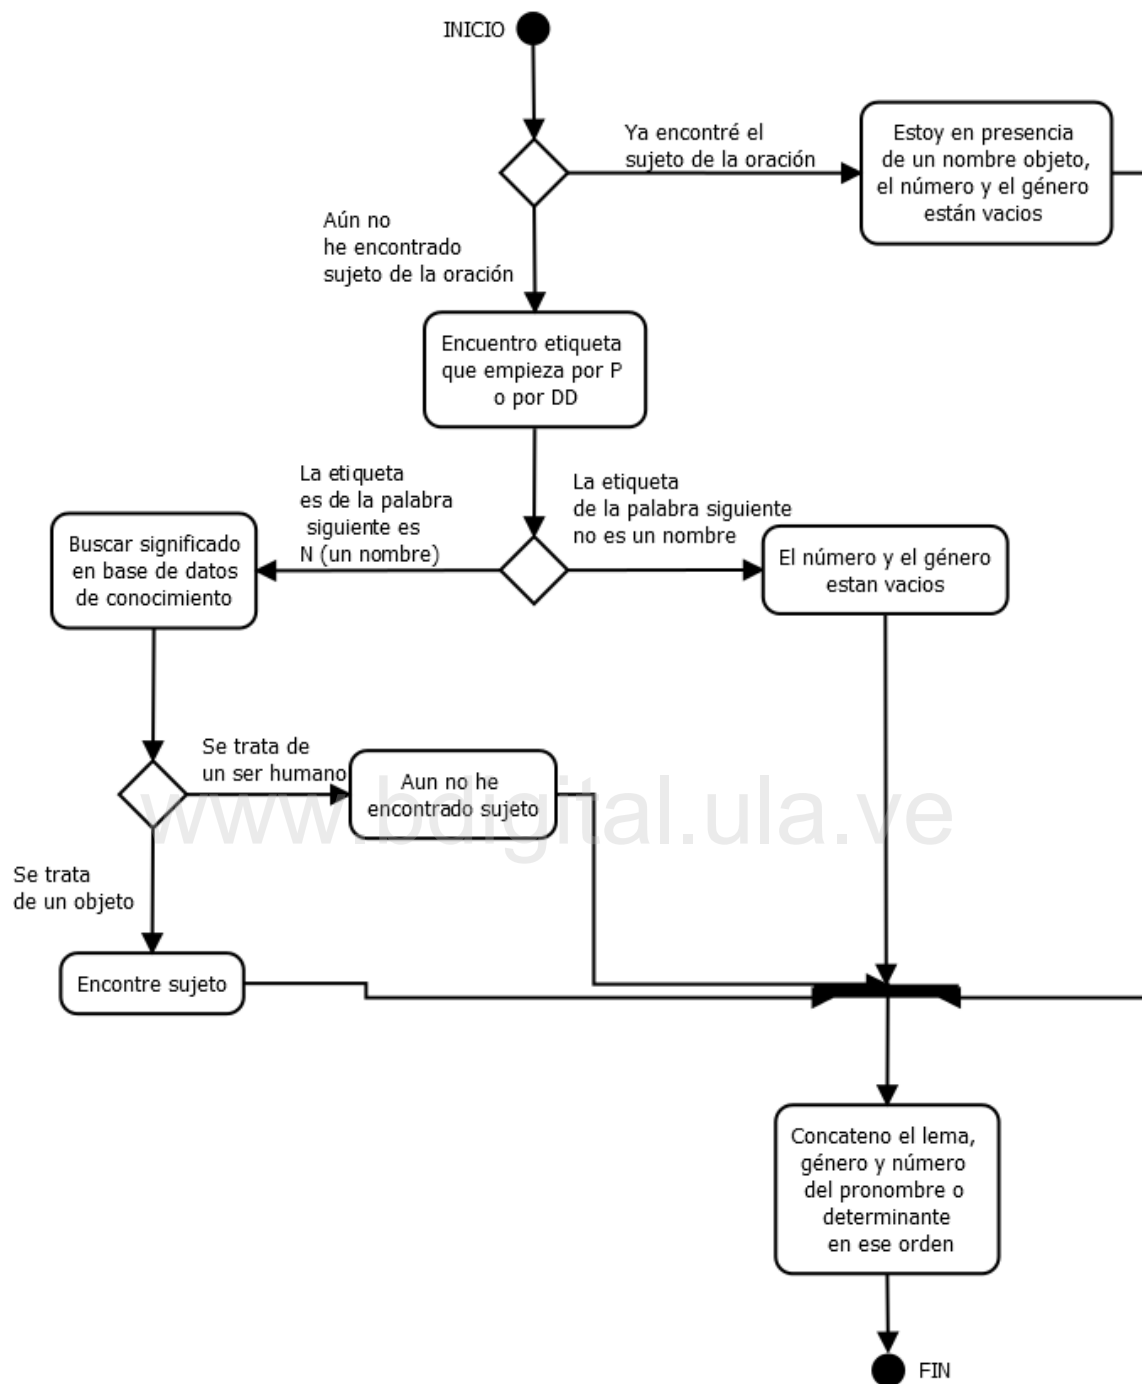 INICIO
Ya encontré el
sujeto de la oración
Estoy en presencia
de un nombre objeto,
el número y el género
están vacios
Aún no
he encontrado
sujeto de la oración
Encuentro etiqueta
que empieza por P
o por DD
La etiqueta
es de la palabra
siguiente es
N (un nombre)
La etiqueta
de la palabra siguiente
no es un nombre
Buscar significado
en base de datos
de conocimiento
El número y el género
estan vacios
Se trata de
un ser humano
Aun no he
encontrado sujeto
www.bdigital.ula.ve
Se trata
de un objeto
Encontre sujeto
Concateno el lema,
género y número
del pronombre o
determinante
en ese orden
FIN